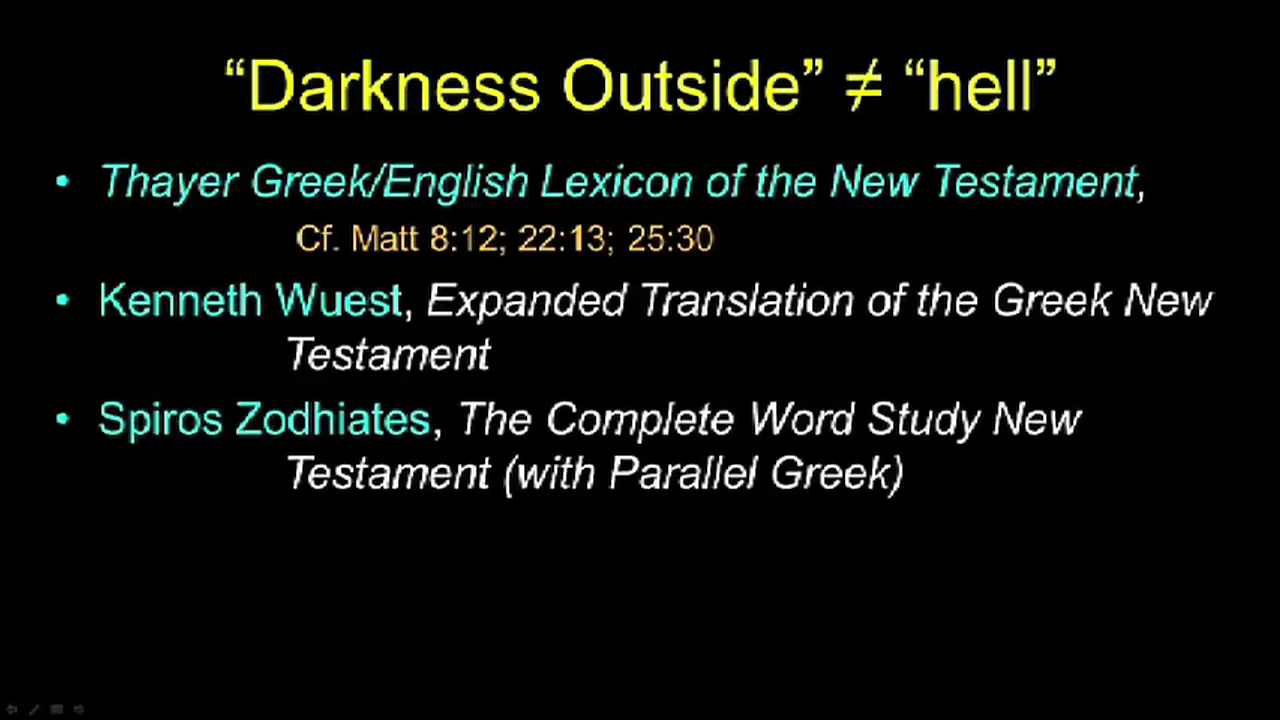 “Darkness Outside” ≠ “hell”
• Thayer Greek/English Lexicon of the New Testament,
Cf. Matt 8:12; 22:13; 25:30
• Kenneth Wuest, Expanded Translation of the Greek New
Testament
• Spiros Zodhiates, The Complete Word Study New
Testament (with Parallel Greek)